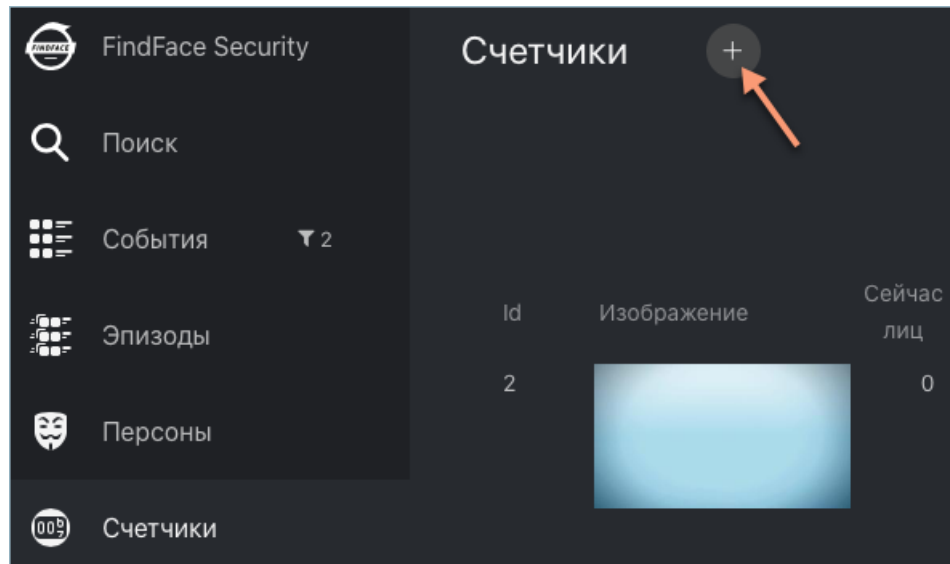 FINDFACE
FindFace Security
Поиск
События 2
Эпизоды
Персоны
Счетчики
Счетчики +
Id Изображение Сейчас лиц
2 0